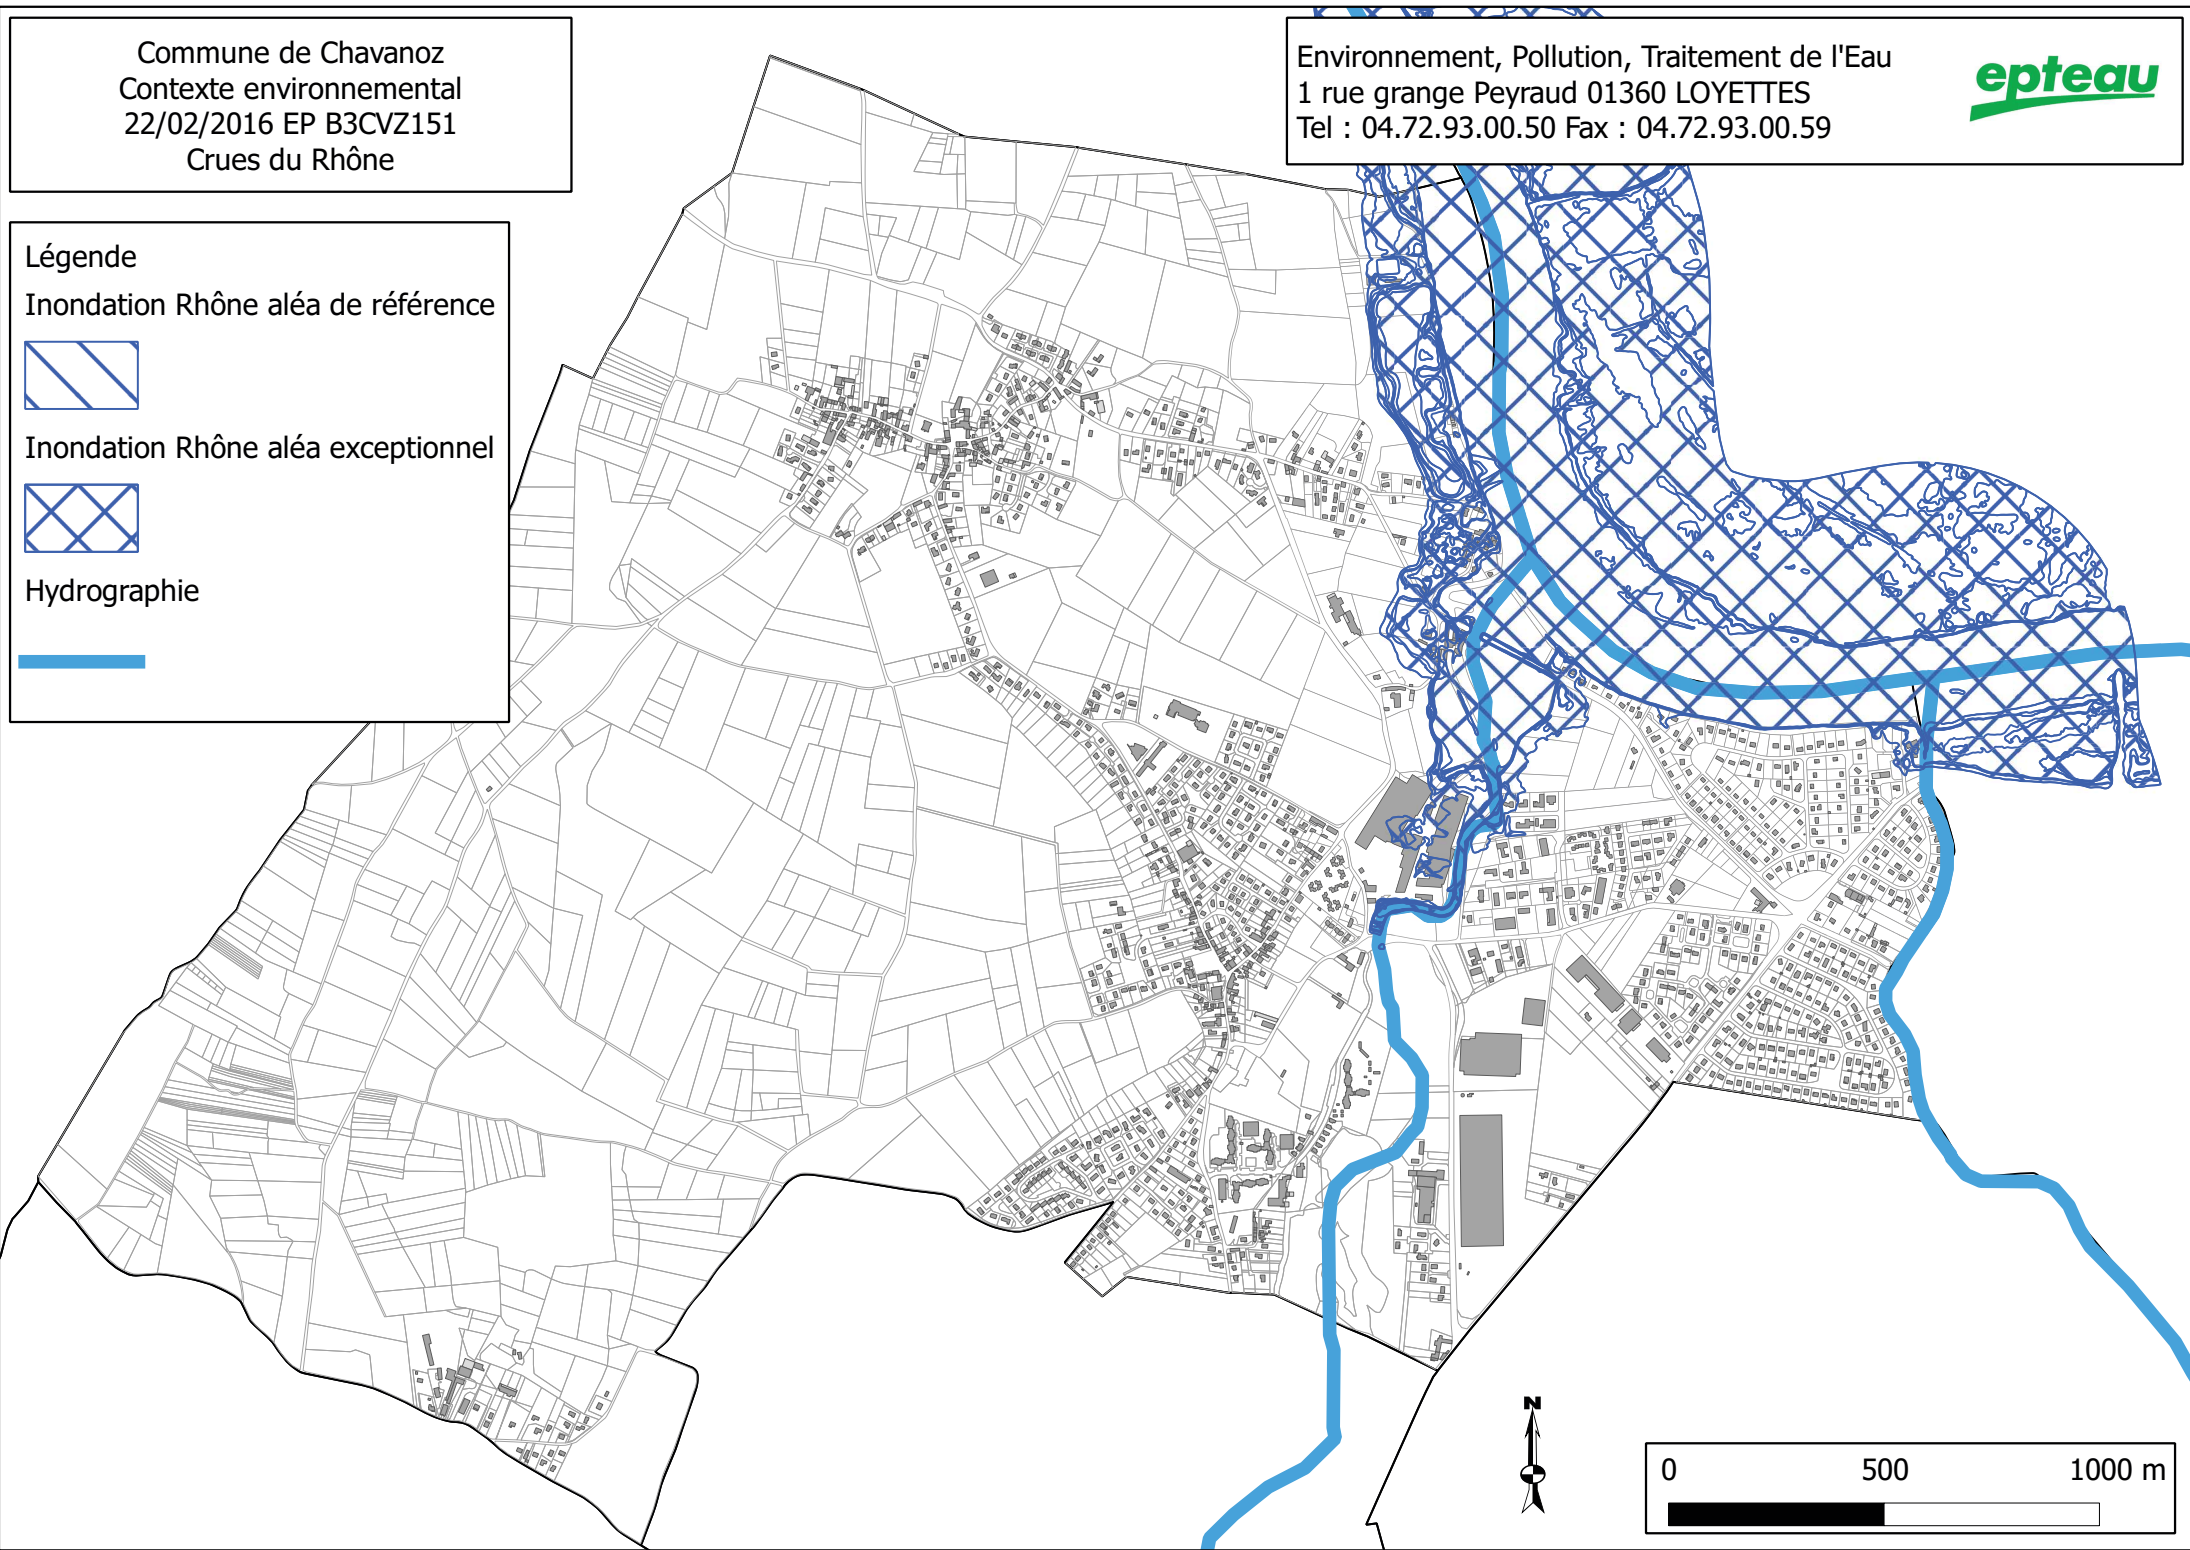 Commune de Chavanoz
Contexte environnemental
22/02/2016 EP B3CVZ151
Crues du Rhône
Environnement, Pollution, Traitement de l'Eau
1 rue grange Peyraud 01360 LOYETTES
Tel : 04.72.93.00.50 Fax : 04.72.93.00.59
epteau
Légende
Inondation Rhône aléa de référence
Inondation Rhône aléa exceptionnel
Hydrographie
N
0 500 1000 m